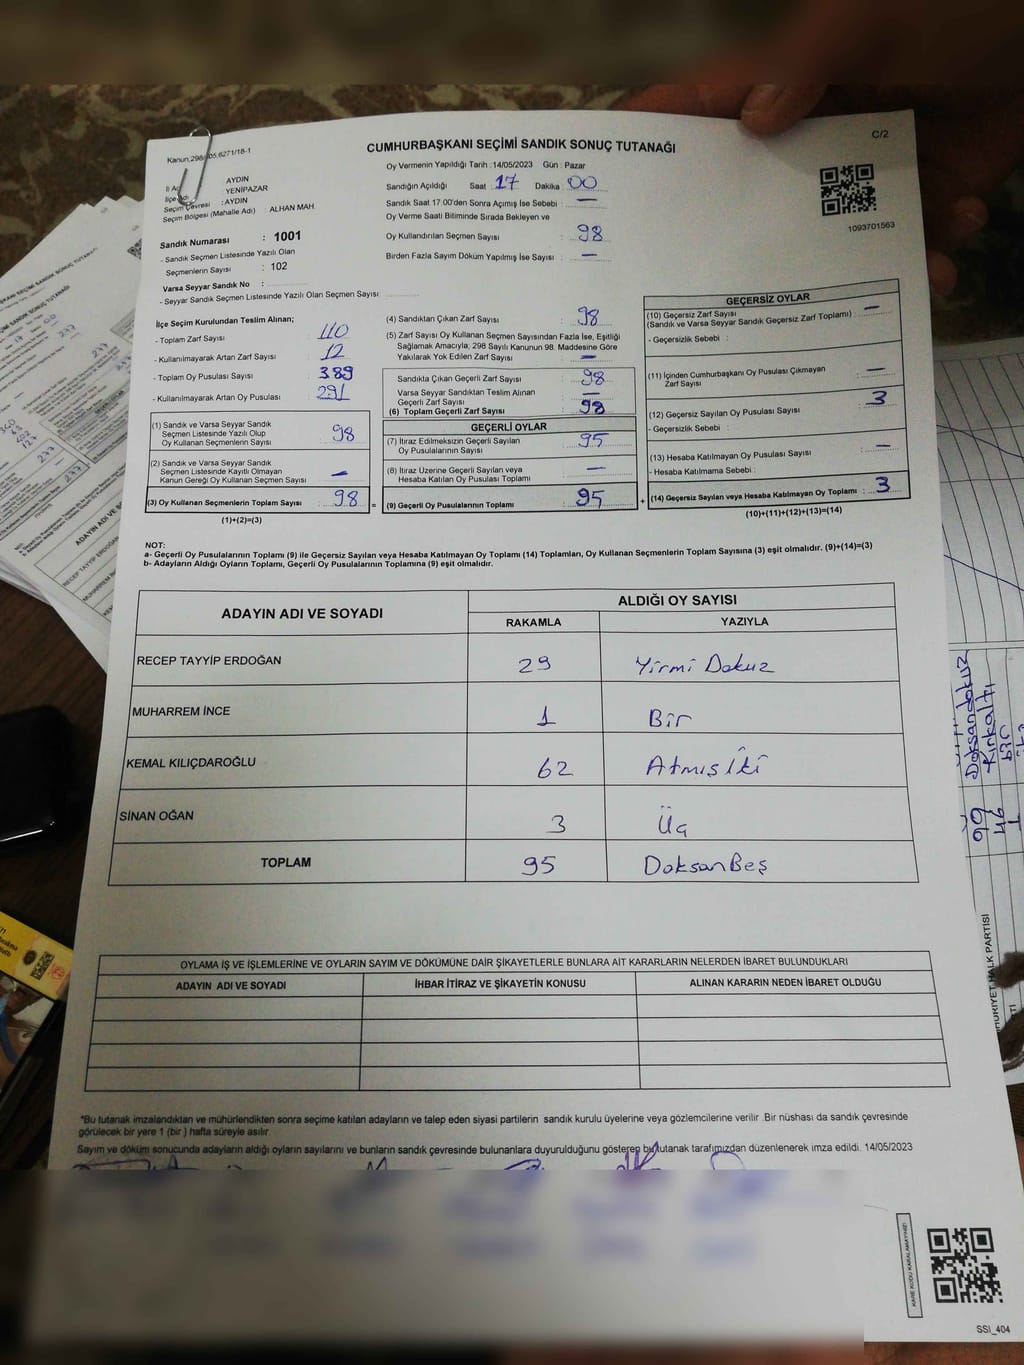 C/2
Kanun,298/ 05,6271/18-1
CUMHURBAŞKANI SEÇİMİ SANDIK SONUÇ TUTANAĞI
İl Adı : AYDIN
İlçe Adı : YENİPAZAR
Seçim Çevresi : AYDIN
Seçim Bölgesi (Mahalle Adı) : ALHAN MAH.
Sandık Numarası : 1001
- Sandık Seçmen Listesinde Yazılı Olan
Seçmenlerin Sayısı : 102
Varsa Seyyar Sandık No :
- Seyyar Sandık Seçmen Listesinde Yazılı Olan Seçmen Sayısı:
Oy Vermenin Yapıldığı Tarih :14/05/2023 Gün : Pazar
Sandığın Açıldığı Saat : 17 Dakika : 00
Sandık Saat 17.00'den Sonra Açımış İse Sebebi : —
Oy Verme Saati Bitiminde Sırada Bekleyen ve
Oy Kullandırılan Seçmen Sayısı : 98
Birden Fazla Sayım Döküm Yapılmış İse Sayısı : —
1093701563
İlçe Seçim Kurulundan Teslim Alınan;
- Toplam Zarf Sayısı : 110
- Kullanılmayarak Artan Zarf Sayısı : 12
- Toplam Oy Pusulası Sayısı : 389
- Kullanılmayarak Artan Oy Pusulası : 291
(1) Sandık ve Varsa Seyyar Sandık
Seçmen Listesinde Yazılı Olup
Oy Kullanan Seçmenlerin Sayısı : 98
(2) Sandık ve Varsa Seyyar Sandık
Seçmen Listesinde Kayıtlı Olmayan
Kanun Gereği Oy Kullanan Seçmen Sayısı : —
(3) Oy Kullanan Seçmenlerin Toplam Sayısı : 98 =
(1)+(2)=(3)
(4) Sandıktan Çıkan Zarf Sayısı : 98
(5) Zarf Sayısı Oy Kullanan Seçmen Sayısından Fazla İse, Eşitliği
Sağlamak Amacıyla, 298 Sayılı Kanunun 98. Maddesine Göre
Yakılarak Yok Edilen Zarf Sayısı : —
Sandıkta Çıkan Geçerli Zarf Sayısı : 98
Varsa Seyyar Sandıktan Teslim Alınan
Geçerli Zarf Sayısı : —
(6) Toplam Geçerli Zarf Sayısı : 98
GEÇERLİ OYLAR
(7) İtiraz Edilmeksizin Geçerli Sayılan
Oy Pusulalarının Sayısı : 95
(8) İtiraz Üzerine Geçerli Sayılan veya
Hesaba Katılan Oy Pusulası Toplamı : —
(9) Geçerli Oy Pusulalarının Toplamı : 95 +
GEÇERSİZ OYLAR
(10) Geçersiz Zarf Sayısı
(Sandık ve Varsa Seyyar Sandık Geçersiz Zarf Toplamı) : —
- Geçersizlik Sebebi :
(11) İçinden Cumhurbaşkanı Oy Pusulası Çıkmayan
Zarf Sayısı : —
(12) Geçersiz Sayılan Oy Pusulası Sayısı : 3
- Geçersizlik Sebebi :
(13) Hesaba Katılmayan Oy Pusulası Sayısı : —
- Hesaba Katılmama Sebebi :
(14) Geçersiz Sayılan veya Hesaba Katılmayan Oy Toplamı : 3
(10)+(11)+(12)+(13)=(14)
NOT:
a- Geçerli Oy Pusulalarının Toplamı (9) ile Geçersiz Sayılan veya Hesaba Katılmayan Oy Toplamı (14) Toplamları, Oy Kullanan Seçmenlerin Toplam Sayısına (3) eşit olmalıdır. (9)+(14)=(3)
b- Adayların Aldığı Oyların Toplamı, Geçerli Oy Pusulalarının Toplamına (9) eşit olmalıdır.
ADAYIN ADI VE SOYADI ALDIĞI OY SAYISI
RAKAMLA YAZIYLA
RECEP TAYYİP ERDOĞAN 29 Yirmi Dokuz
MUHARREM İNCE 1 Bir
KEMAL KILIÇDAROĞLU 62 Atmış İki
SİNAN OĞAN 3 Üç
TOPLAM 95 Doksan Beş
OYLAMA İŞ VE İŞLEMLERİNE VE OYLARIN SAYIM VE DÖKÜMÜNE DAİR ŞİKAYETLERLE BUNLARA AİT KARARLARIN NELERDEN İBARET BULUNDUKLARI
ADAYIN ADI VE SOYADI İHBAR İTİRAZ VE ŞİKAYETİN KONUSU ALINAN KARARIN NEDEN İBARET OLDUĞU
*Bu tutanak imzalandıktan ve mühürlendikten sonra seçime katılan adayların ve talep eden siyasi partilerin sandık kurulu üyelerine veya gözlemcilerine verilir .Bir nüshası da sandık çevresinde
görülecek bir yere 1 (bir ) hafta süreyle asılır.
Sayım ve döküm sonucunda adayların aldığı oyların sayılarını ve bunların sandık çevresinde bulunanlara duyurulduğunu gösteren bu tutanak tarafımızdan düzenlenerek imza edildi. 14/05/2023
KARE KODU KARALAMAYINIZ!
SSİ_404
Doksandokuz
Kırkaltı
99
46
1
HALK PARTİSİ